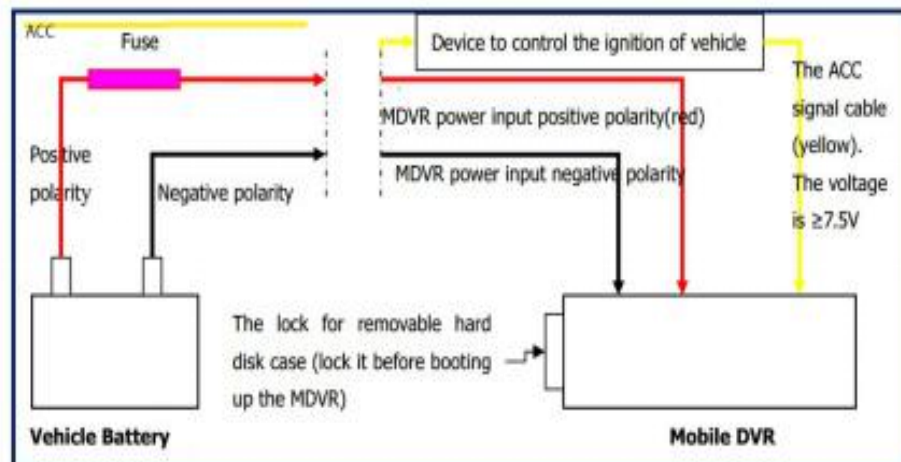 ACC
Fuse
Device to control the ignition of vehicle
The ACC
signal cable
(yellow).
The voltage
is ≥7.5V
MDVR power input positive polarity(red)
MDVR power input negative polarity
Positive
polarity
Negative polarity
The lock for removable hard
disk case (lock it before booting
up the MDVR)
Vehicle Battery
Mobile DVR